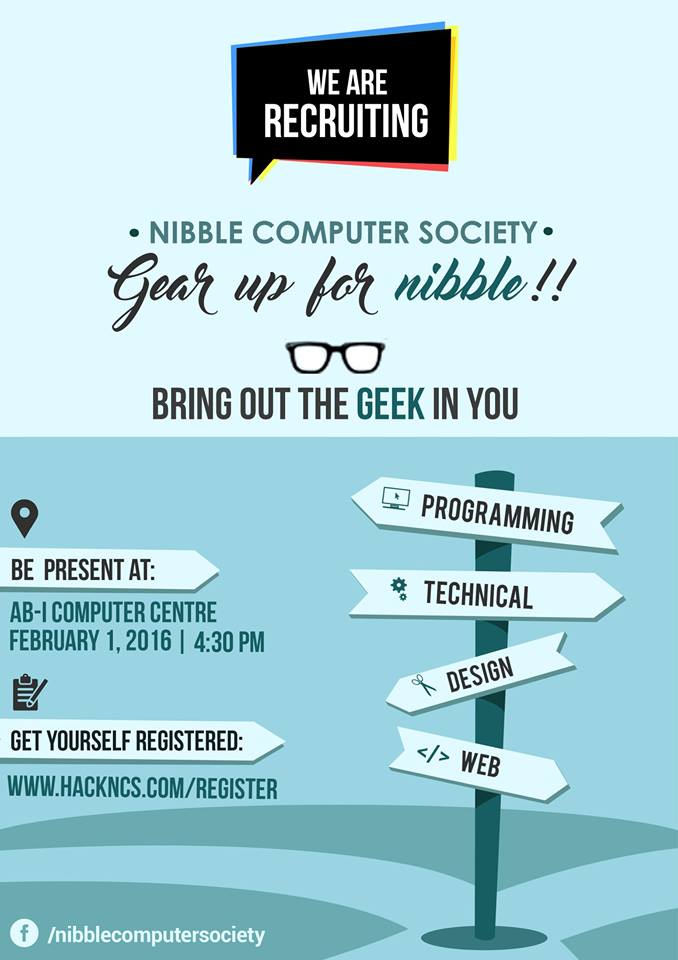 WE ARE
RECRUITING
• NIBBLE COMPUTER SOCIETY •
Gear up for nibble!!
BRING OUT THE GEEK IN YOU
BE PRESENT AT:
AB-I COMPUTER CENTRE
FEBRUARY 1, 2016 | 4:30 PM
GET YOURSELF REGISTERED:
WWW.HACKNCS.COM/REGISTER
PROGRAMMING
TECHNICAL
DESIGN
</> WEB
f /nibblecomputersociety